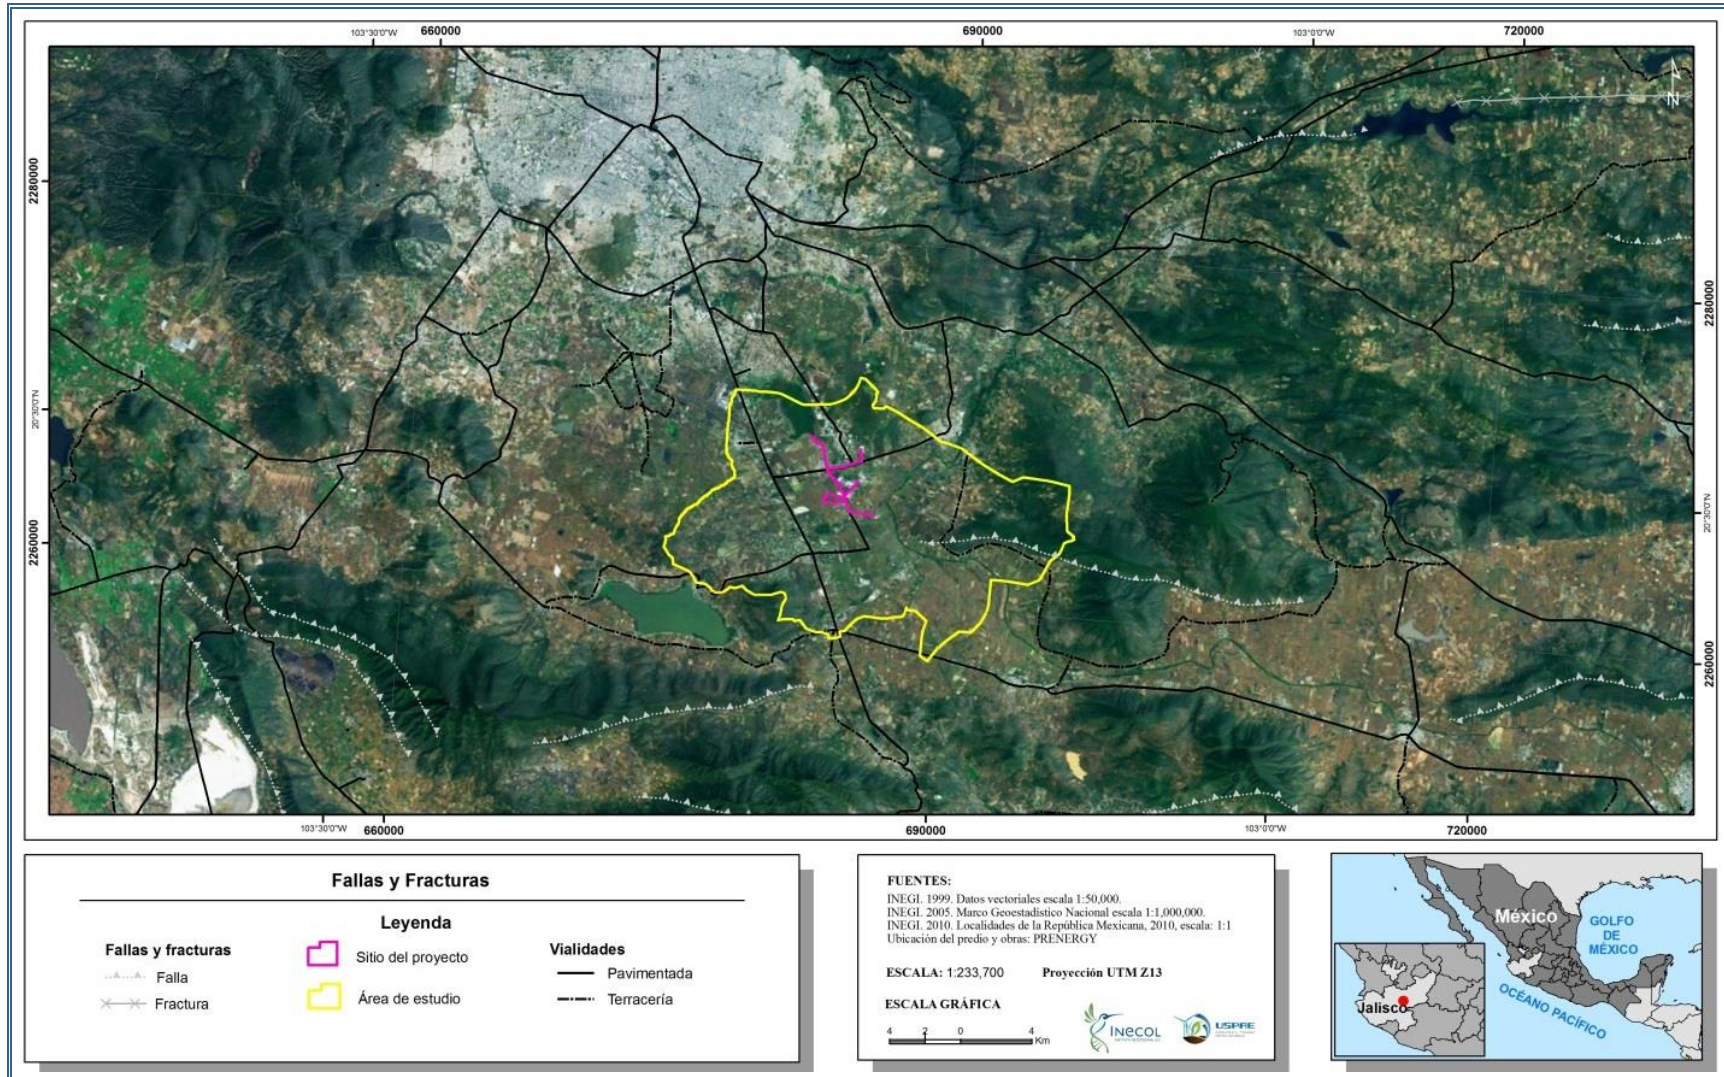 103°30'0"W
660000
690000
103°0'0"W
720000
N
2280000
2280000
20°30'0"N
20°30'0"N
2260000
2260000
103°30'0"W
660000
690000
103°0'0"W
720000
Fallas y Fracturas
Leyenda
Fallas y fracturas
Falla
Fractura
Sitio del proyecto
Área de estudio
Vialidades
Pavimentada
Terracería
FUENTES:
INEGI. 1999. Datos vectoriales escala 1:50,000.
INEGI. 2005. Marco Geoestadístico Nacional escala 1:1,000,000.
INEGI. 2010. Localidades de la República Mexicana, 2010, escala: 1:1
Ubicación del predio y obras: PRENERGY
ESCALA: 1:233,700 Proyección UTM Z13
ESCALA GRÁFICA
4 2 0 4
Km
INECOL
USPAE
México
GOLFO
DE
MÉXICO
OCÉANO PACÍFICO
Jalisco